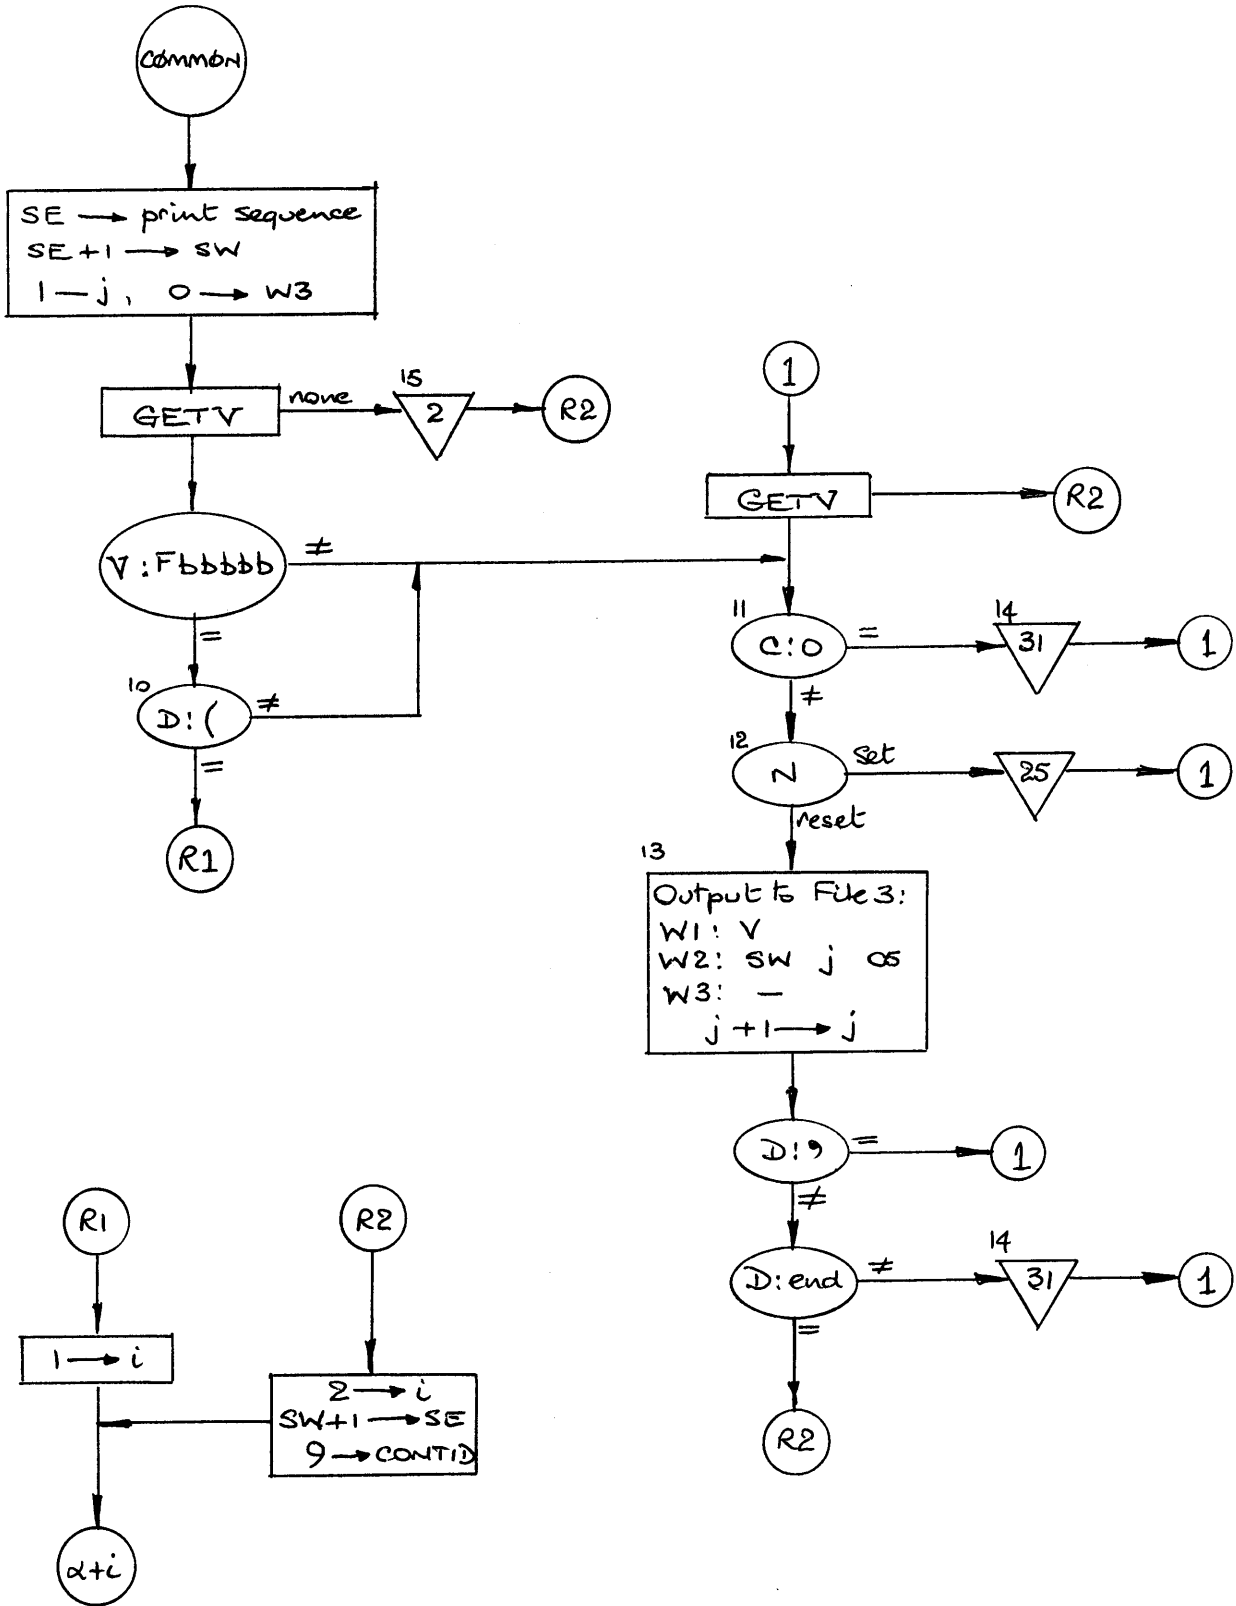 CØMMØN
SE → print sequence
SE+1 → SW
1 — j, 0 → W3
GETV
none
15
2
R2
V:Fbbbbb
≠
=
10
D:(
≠
=
R1
1
GETV
R2
11
C:0
=
14
31
1
≠
12
N
set
25
1
reset
13
Output to File 3:
W1: V
W2: SW j 05
W3: —
j+1 → j
D:,
=
1
≠
D:end
≠
14
31
1
=
R2
R1
1 → i
R2
2 → i
SW+1 → SE
9 → CONTID
α+i